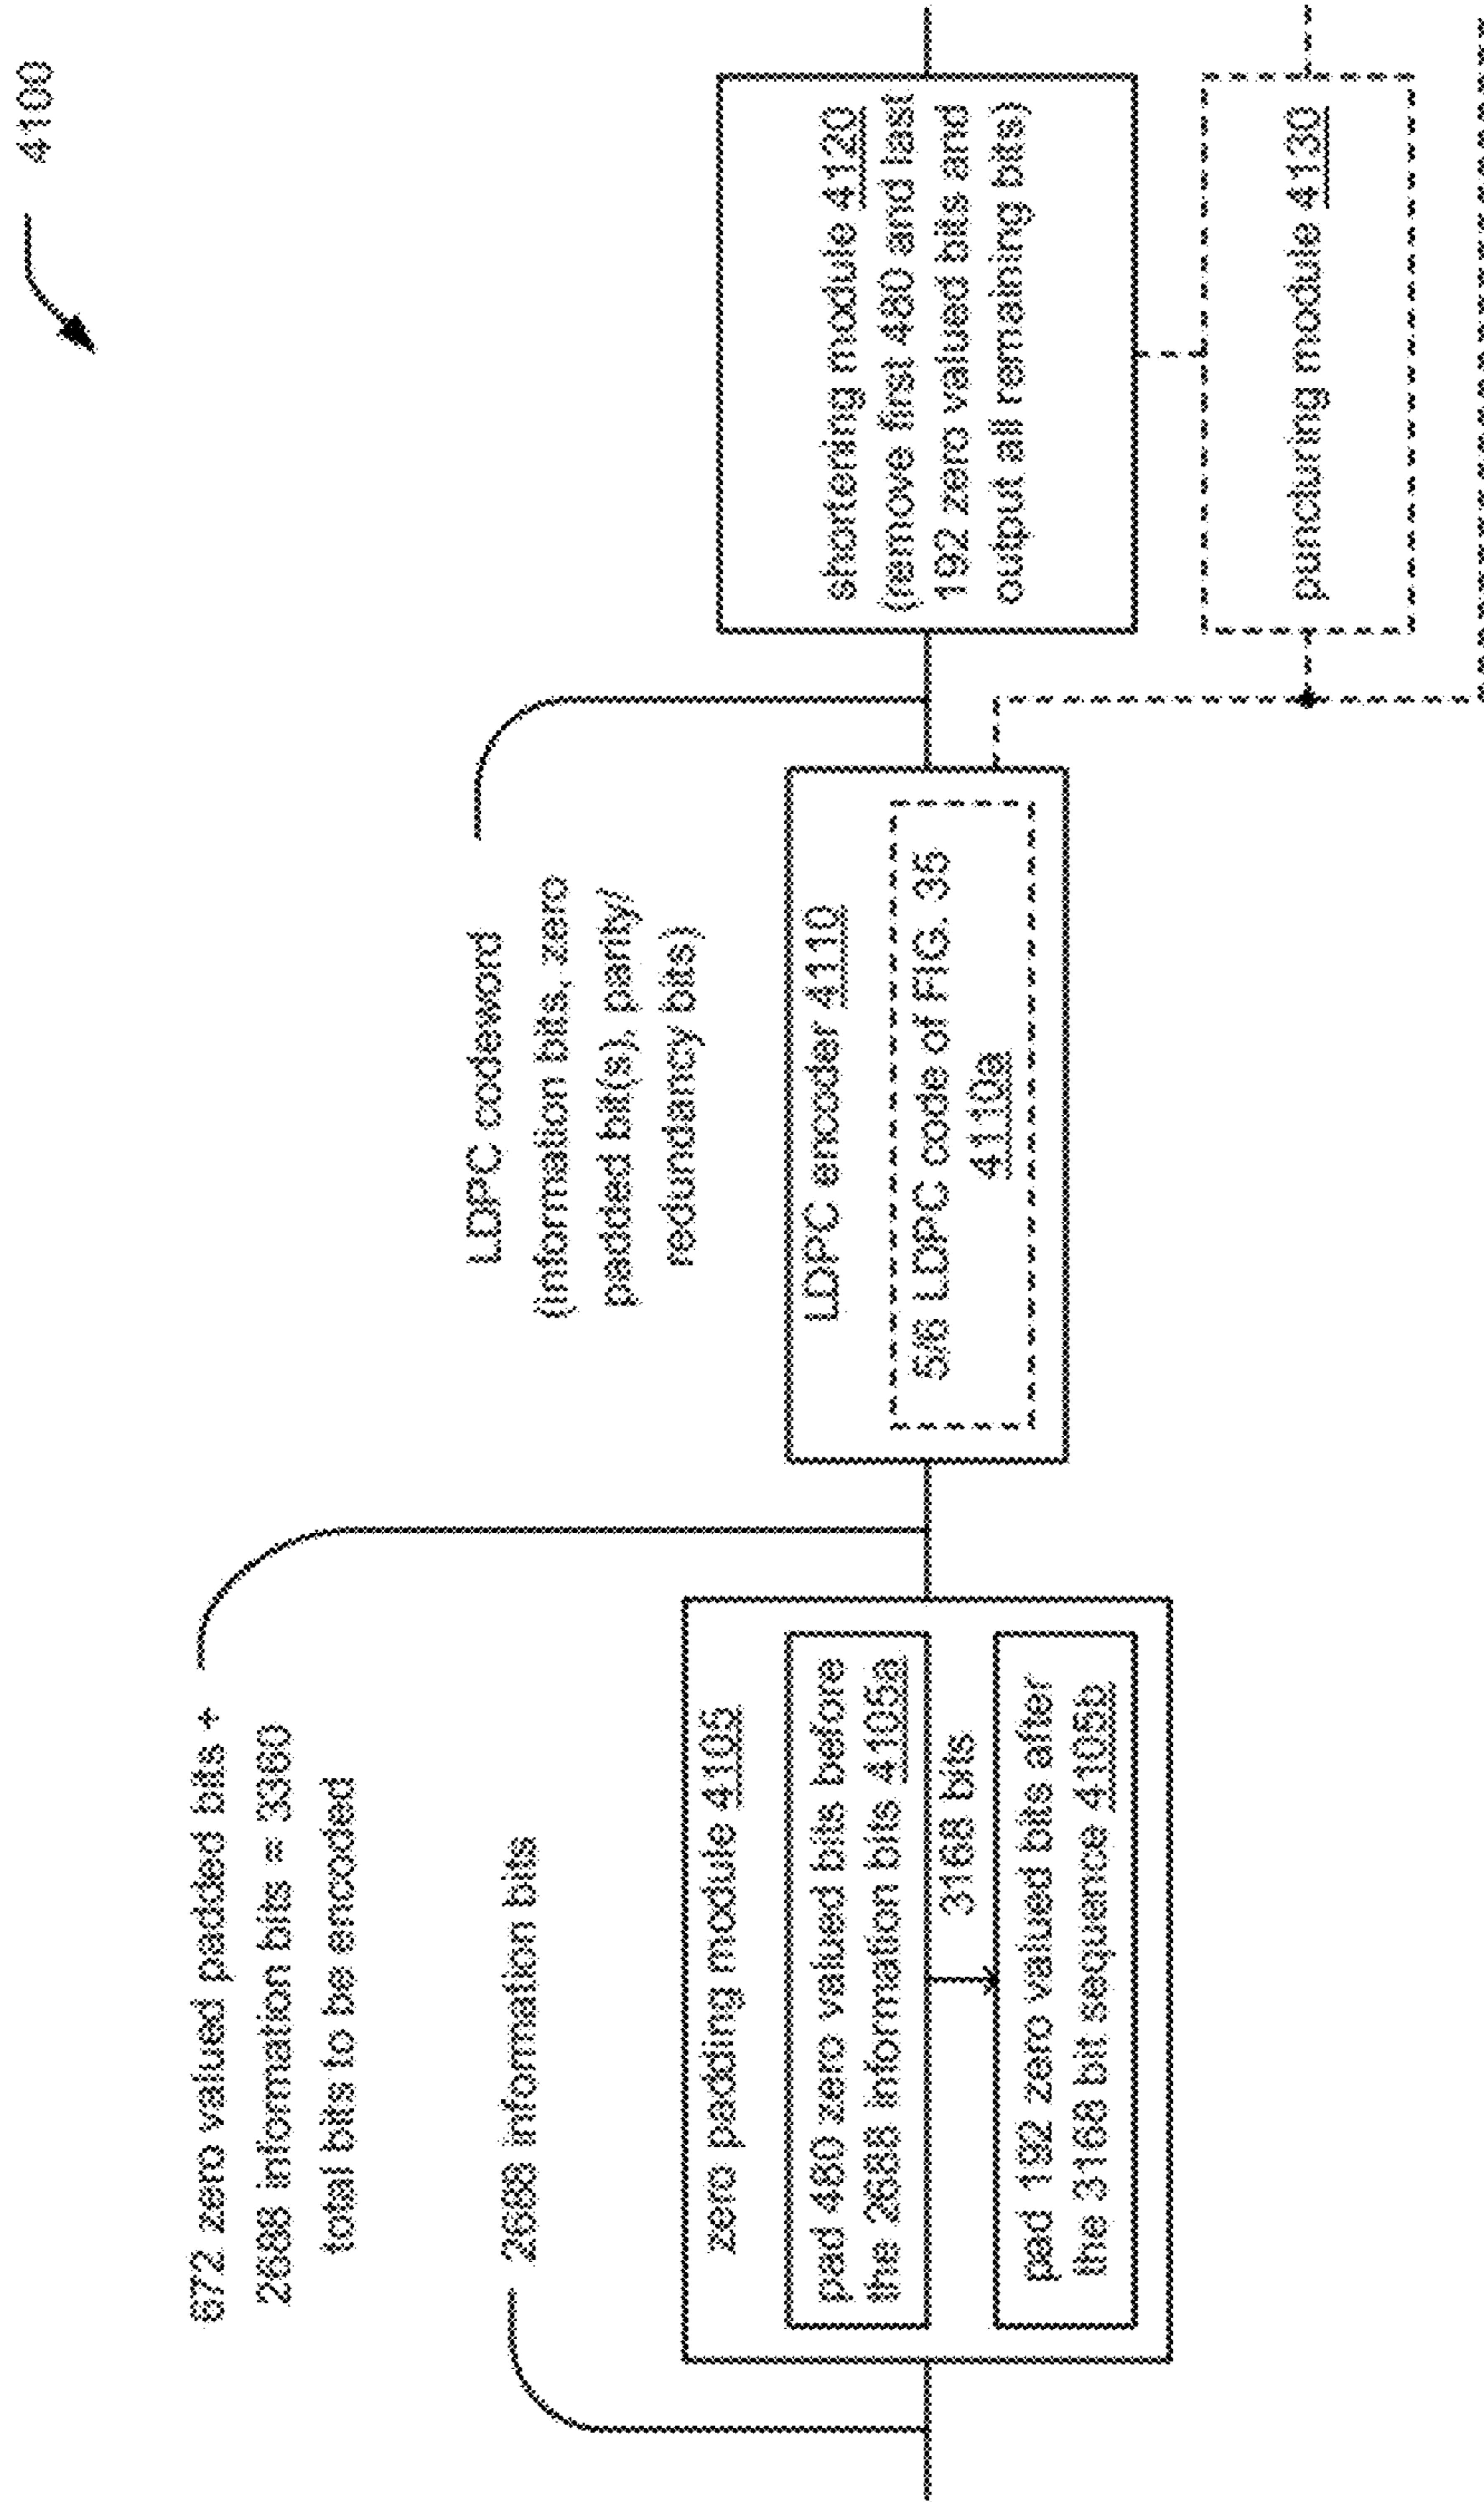 4100
672 zero valued padded bits +
2688 information bits = 3360
total bits to be encoded
2688 information bits
zero padding module 4105
pad 480 zero valued bits before
the 2688 information bits 4105a
3168 bits
pad 192 zero valued bits after
the 3168 bit sequence 4105b
LDPC codeword
(information bits, zero
padded bit(s), parity/
redundancy bits)
LDPC encoder 4110
5/6 LDPC code of FIG. 35
4110a
shortening module 4120
(remove first 480 and last
192 zero valued bits and
output all remaining bits)
puncturing module 4130